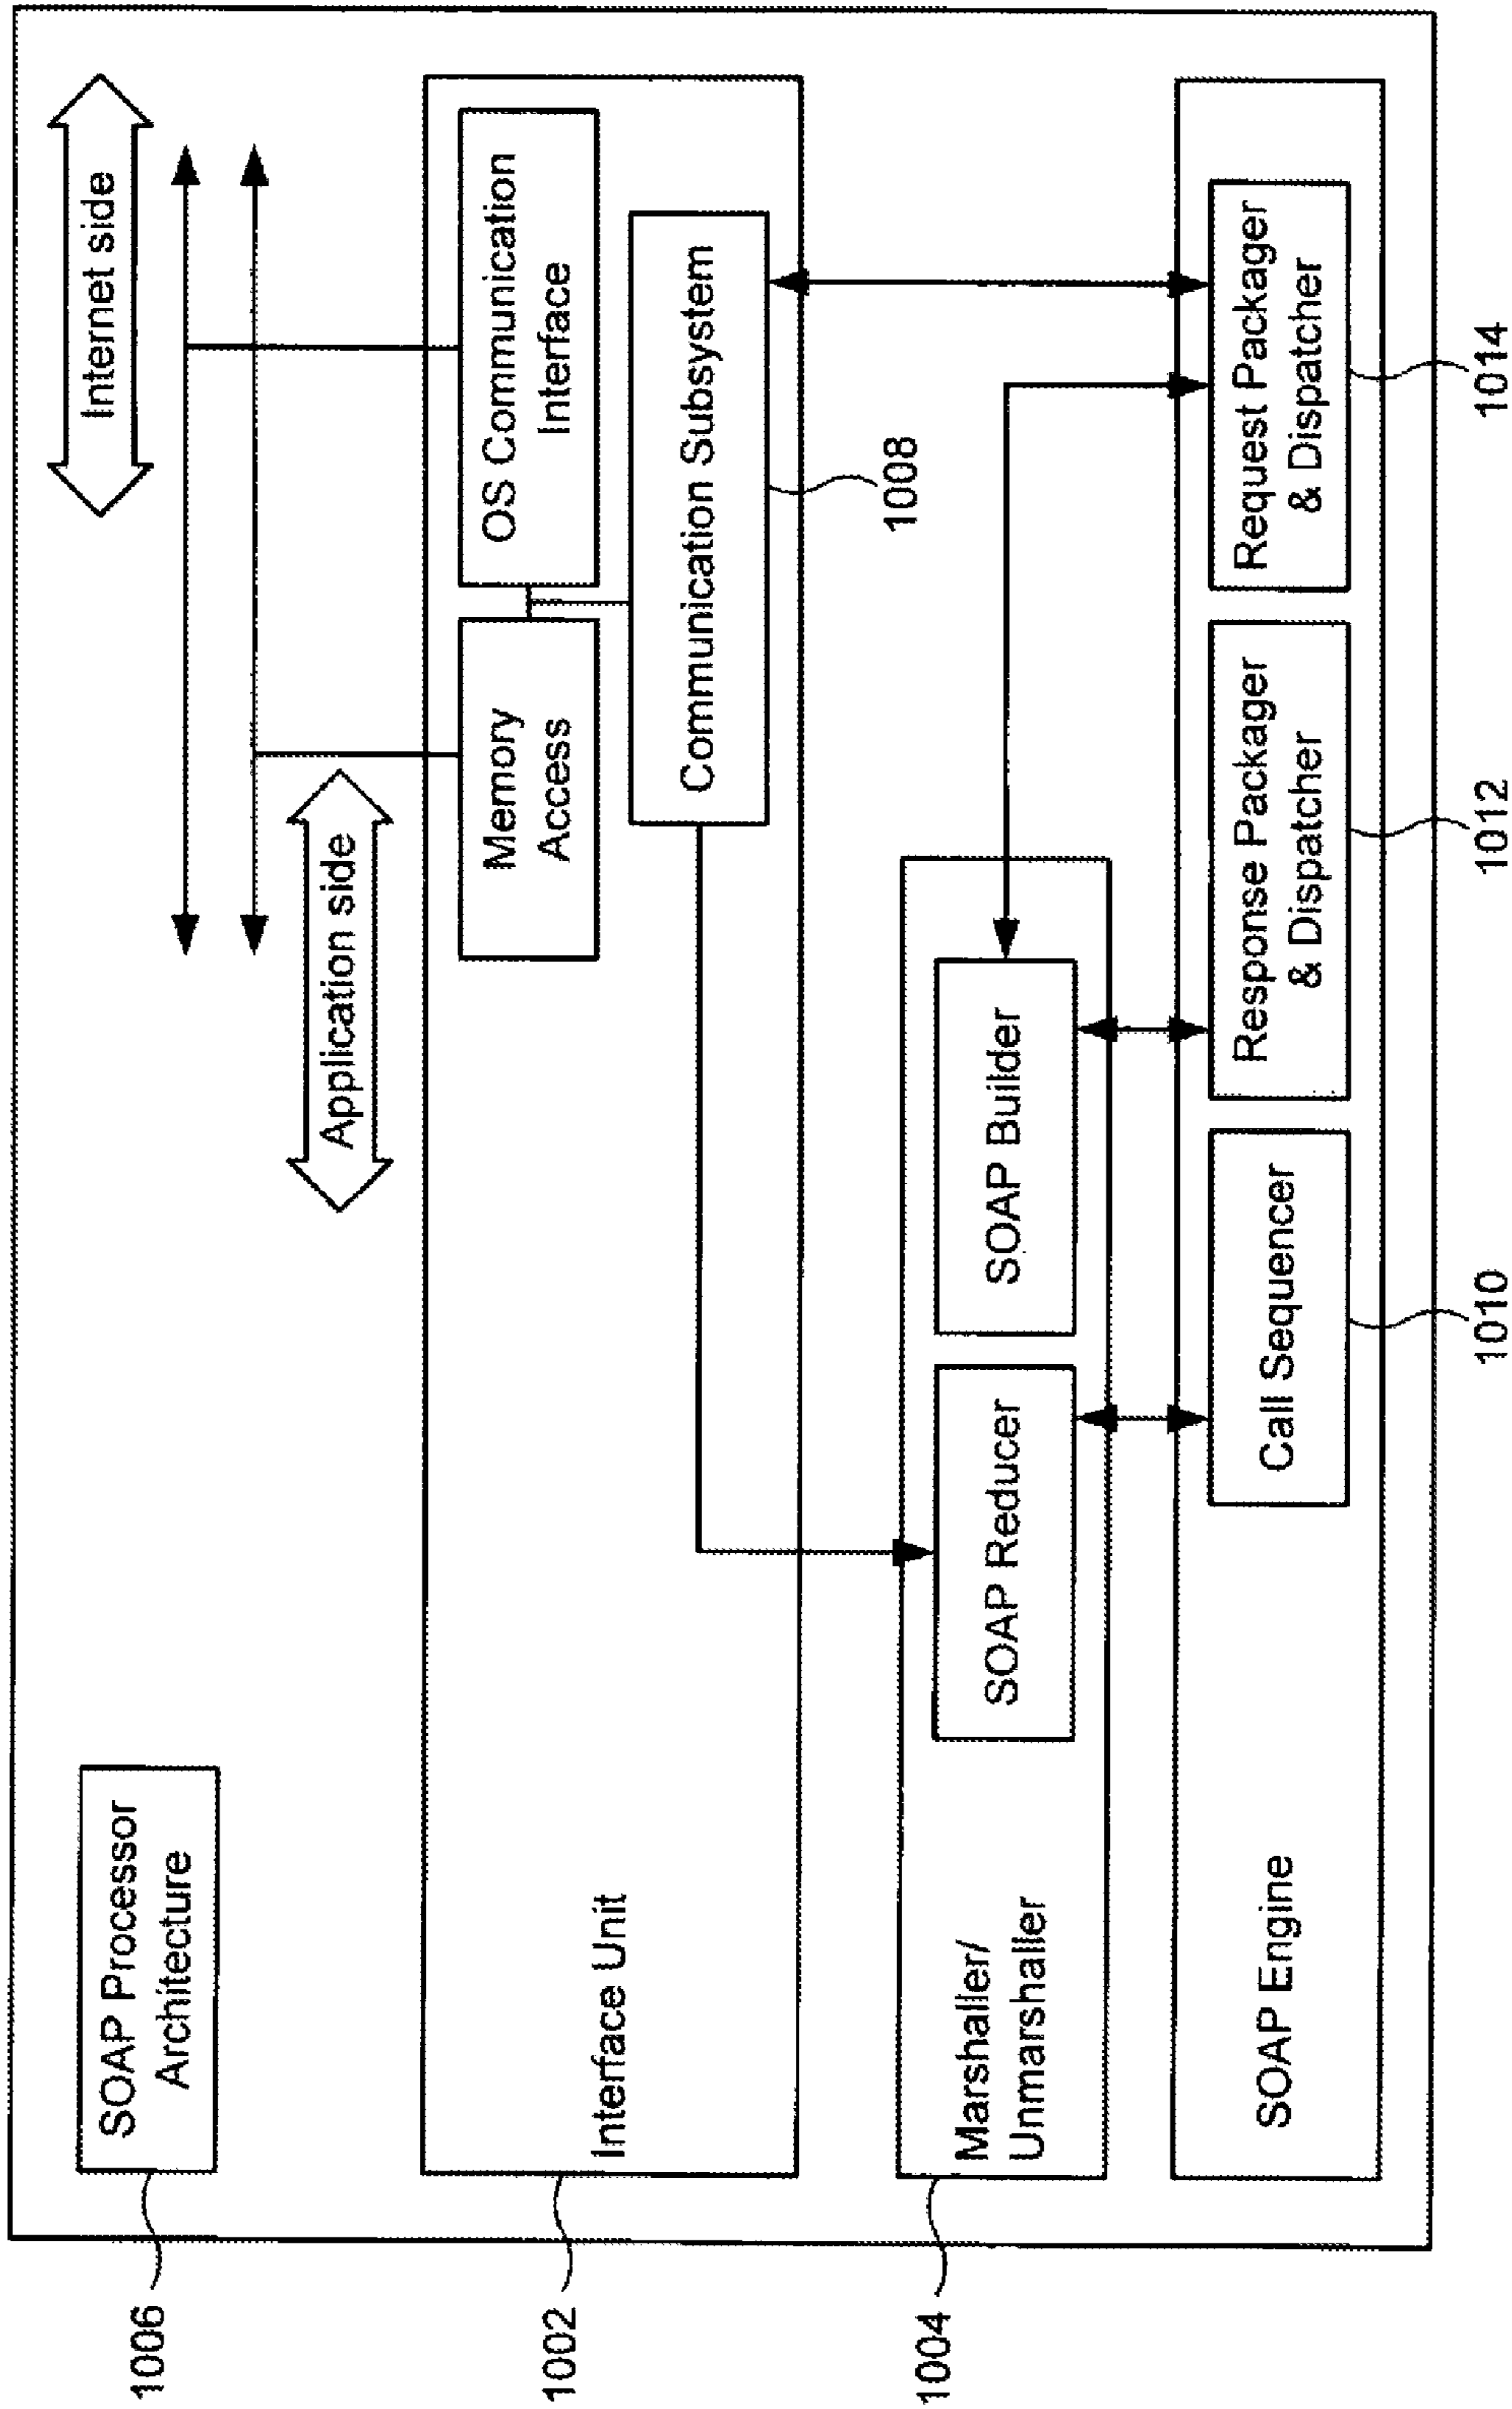 Internet side
Application side
SOAP Processor
Architecture
1006
OS Communication
Interface
Memory
Access
Communication Subsystem
1008
Interface Unit
1002
SOAP Builder
SOAP Reducer
Marshaller/
Unmarshaller
1004
Request Packager
& Dispatcher
1014
Response Packager
& Dispatcher
1012
Call Sequencer
1010
SOAP Engine